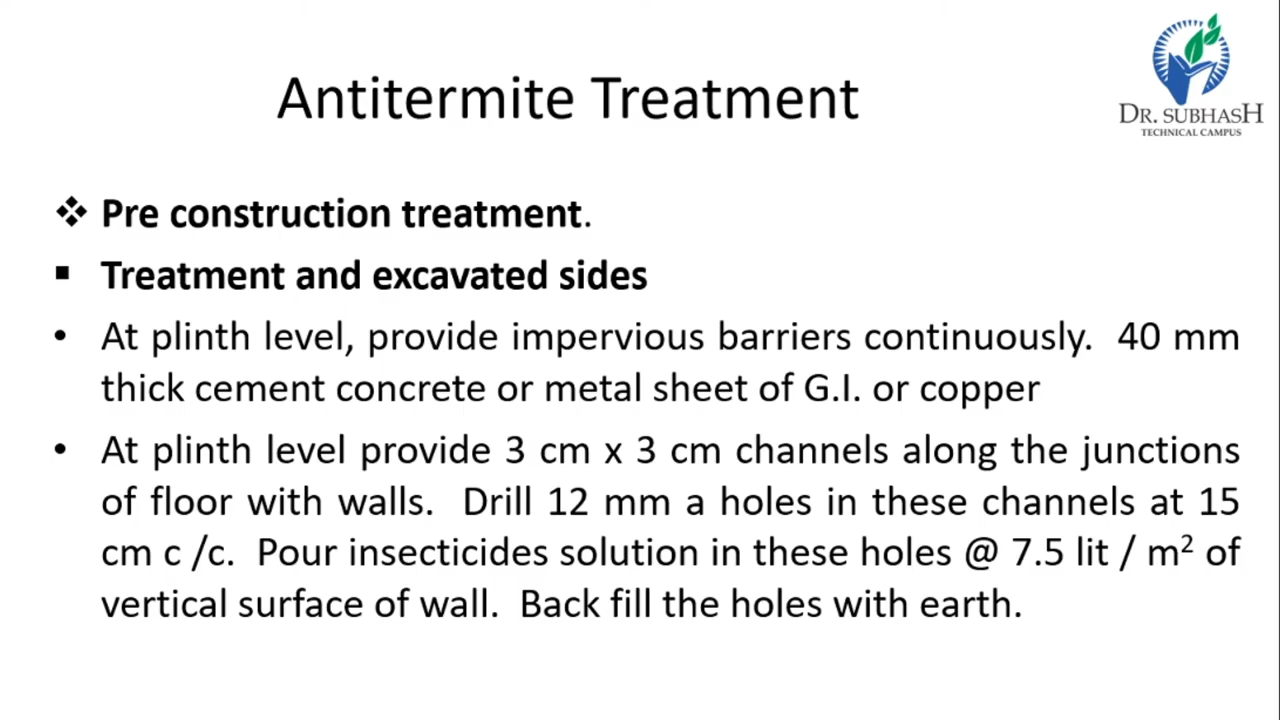 DR. SUBHASH
TECHNICAL CAMPUS
Antitermite Treatment
❖ Pre construction treatment.
▪ Treatment and excavated sides
• At plinth level, provide impervious barriers continuously. 40 mm
thick cement concrete or metal sheet of G.I. or copper
• At plinth level provide 3 cm x 3 cm channels along the junctions
of floor with walls. Drill 12 mm a holes in these channels at 15
cm c /c. Pour insecticides solution in these holes @ 7.5 lit / m² of
vertical surface of wall. Back fill the holes with earth.